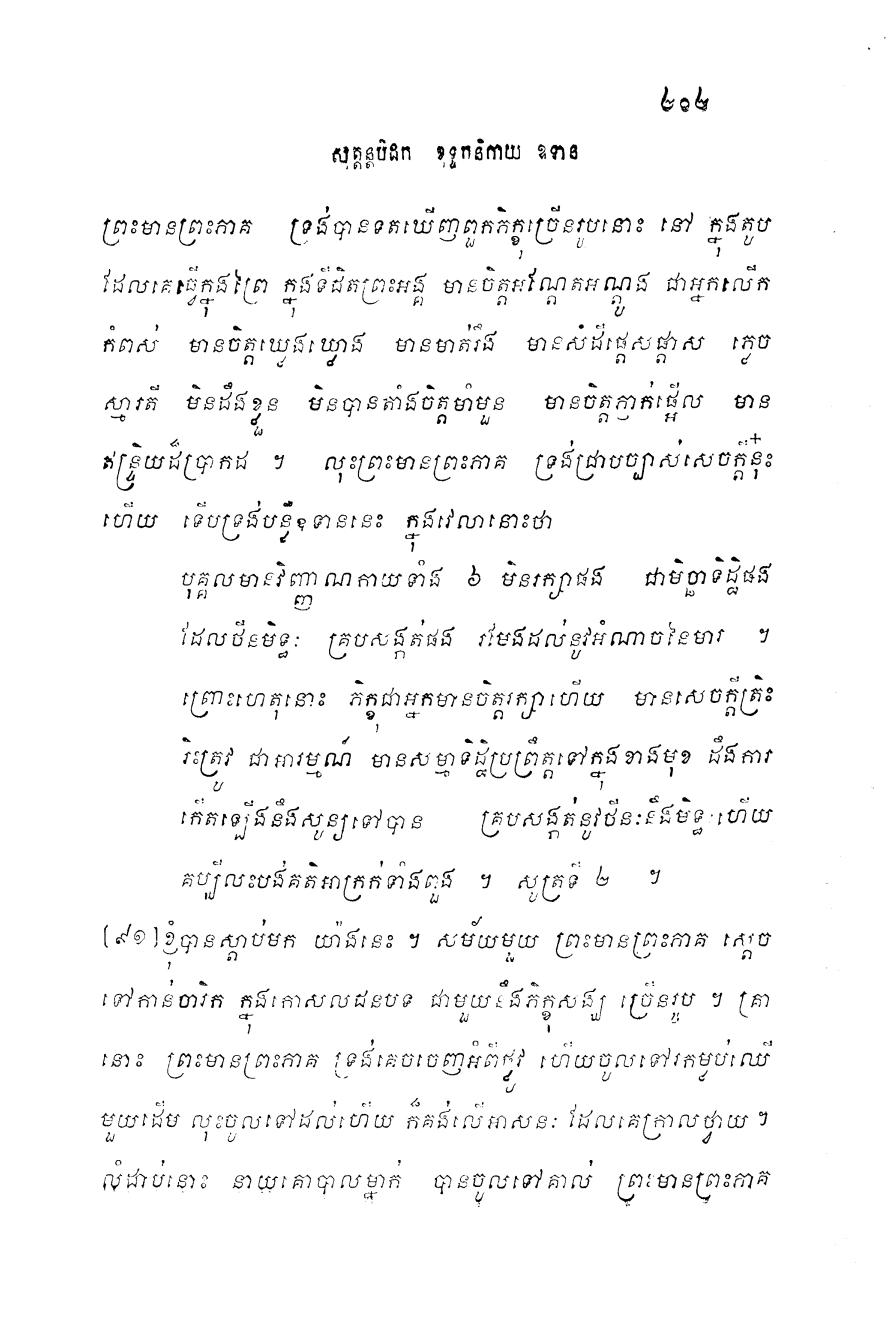 ២១២
សុត្តន្តបិដក ខុទ្ទកនិកាយ ឧទាន
ព្រះមានព្រះភាគ ទ្រង់បានទតឃើញពួកភិក្ខុច្រើនរូបនោះ នៅ ក្នុងតូប
ដែលគេធ្វើក្នុងព្រៃ ក្នុងទីជិតព្រះអង្គ មានចិត្តអណ្តែតអណ្តូង ជាអ្នកលើក
កំពស់ មានចិត្តឃ្វេងឃ្វោង មានមាត់រឹង មានសំដីផ្តេសផ្តាស ភ្លេច
ស្មារតី មិនដឹងខ្លួន មិនបានតាំងចិត្តមាំមួន មានចិត្តភ្ញាក់ផ្អើល មាន
ឥន្ទ្រិយដ៏ប្រាកដ ។ លុះព្រះមានព្រះភាគ ទ្រង់ជ្រាបច្បាស់សេចក្តីនុ៎ះ
ហើយ ទើបទ្រង់បន្លឺឧទាននេះ ក្នុងវេលានោះថា
បុគ្គលមានវិញ្ញាណកាយទាំង ៦ មិនរក្សាផង ជាមិច្ឆាទិដ្ឋិផង
ដែលថីនមិទ្ធៈ គ្របសង្កត់ផង រមែងដល់នូវអំណាចនៃមារ ។
ព្រោះហេតុនោះ ភិក្ខុជាអ្នកមានចិត្តរក្សាហើយ មានសេចក្តីត្រិះ
រិះត្រូវ ជាអារម្មណ៍ មានសម្មាទិដ្ឋិប្រព្រឹត្តទៅក្នុងខាងមុខ ដឹងការ
កើតឡើងនឹងសូន្យទៅបាន គ្របសង្កត់នូវថីនៈនឹងមិទ្ធៈហើយ
គប្បីលះបង់គតិអាក្រក់ទាំងពួង ។ សូត្រទី ២ ។
[៩១] ខ្ញុំបានស្តាប់មក យ៉ាងនេះ ។ សម័យមួយ ព្រះមានព្រះភាគ ស្តេច
ទៅកាន់ចារិក ក្នុងកោសលជនបទ ជាមួយនឹងភិក្ខុសង្ឃ ច្រើនរូប ។ គ្រា
នោះ ព្រះមានព្រះភាគ ទ្រង់គេចចេញអំពីផ្លូវ ហើយចូលទៅរកម្លប់ឈើ
មួយដើម លុះចូលទៅដល់ហើយ ក៏គង់លើអាសនៈ ដែលគេក្រាលថ្វាយ ។
លំដាប់នោះ នាយគោបាលម្នាក់ បានចូលទៅគាល់ ព្រះមានព្រះភាគ